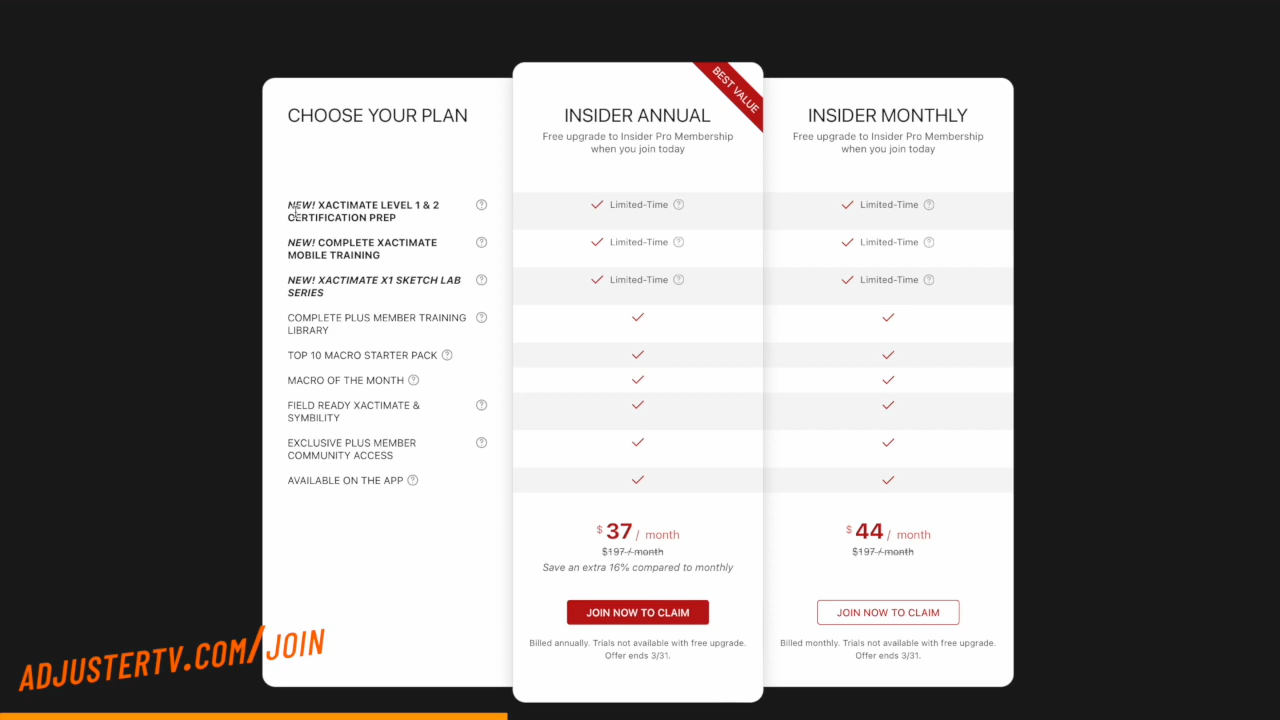 BEST VALUE
CHOOSE YOUR PLAN
INSIDER ANNUAL
Free upgrade to Insider Pro Membership
when you join today
INSIDER MONTHLY
Free upgrade to Insider Pro Membership
when you join today
NEW! XACTIMATE LEVEL 1 & 2
CERTIFICATION PREP
Limited-Time
Limited-Time
NEW! COMPLETE XACTIMATE
MOBILE TRAINING
Limited-Time
Limited-Time
NEW! XACTIMATE X1 SKETCH LAB
SERIES
Limited-Time
Limited-Time
COMPLETE PLUS MEMBER TRAINING
LIBRARY
TOP 10 MACRO STARTER PACK
MACRO OF THE MONTH
FIELD READY XACTIMATE &
SYMBILITY
EXCLUSIVE PLUS MEMBER
COMMUNITY ACCESS
AVAILABLE ON THE APP
$37 / month
$197 / month
Save an extra 16% compared to monthly
JOIN NOW TO CLAIM
Billed annually. Trials not available with free upgrade.
Offer ends 3/31.
$44 / month
$197 / month
JOIN NOW TO CLAIM
Billed monthly. Trials not available with free upgrade.
Offer ends 3/31.
ADJUSTERTV.COM/JOIN